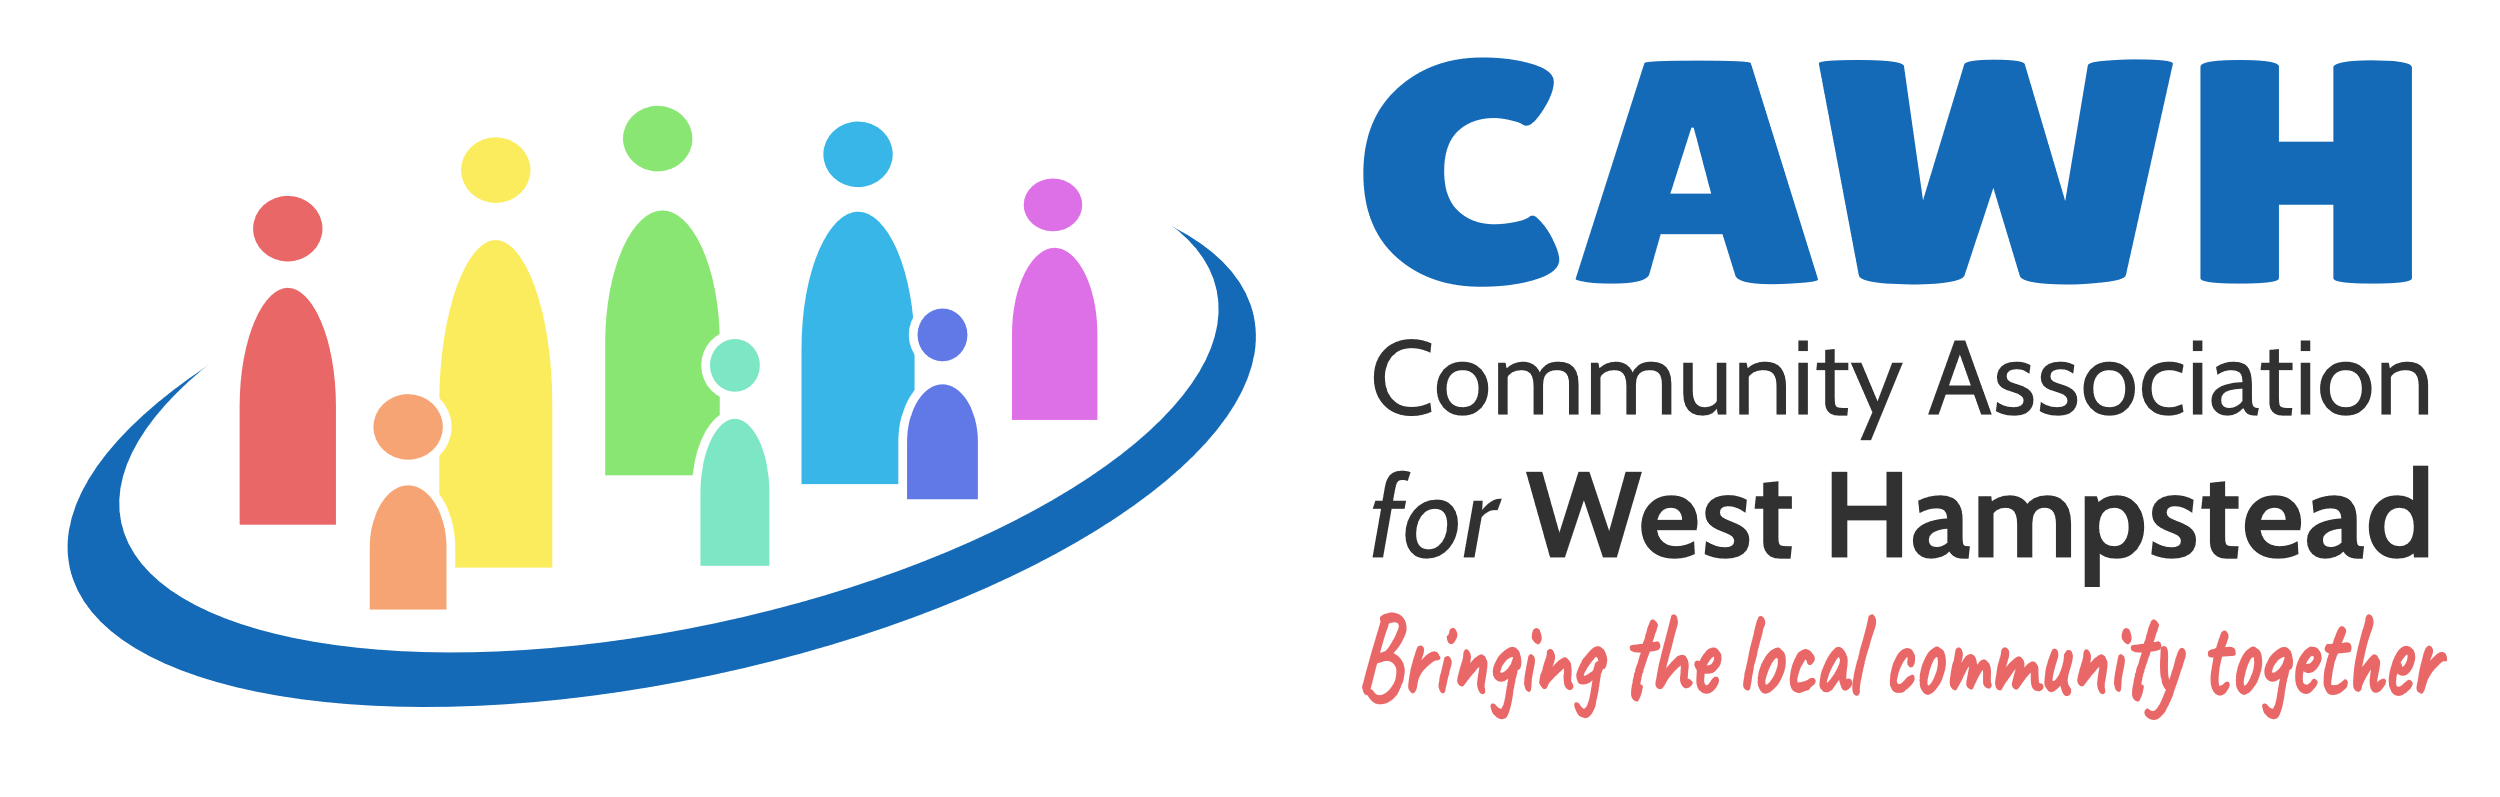 CAWH
Community Association
for West Hampstead
Bringing the local community together